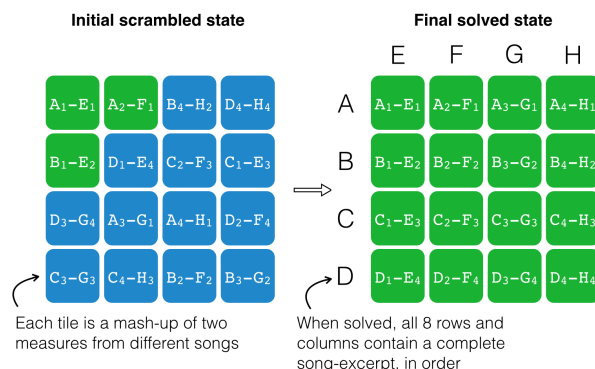 Initial scrambled state
Final solved state
E F G H
A₁–E₁ A₂–F₁ B₄–H₂ D₄–H₄
B₁–E₂ D₁–E₄ C₂–F₃ C₁–E₃
D₃–G₄ A₃–G₁ A₄–H₁ D₂–F₄
C₃–G₃ C₄–H₃ B₂–F₂ B₃–G₂
A A₁–E₁ A₂–F₁ A₃–G₁ A₄–H₁
B B₁–E₂ B₂–F₂ B₃–G₂ B₄–H₂
C C₁–E₃ C₂–F₃ C₃–G₃ C₄–H₃
D D₁–E₄ D₂–F₄ D₃–G₄ D₄–H₄
Each tile is a mash-up of two
measures from different songs
When solved, all 8 rows and
columns contain a complete
song-excerpt, in order